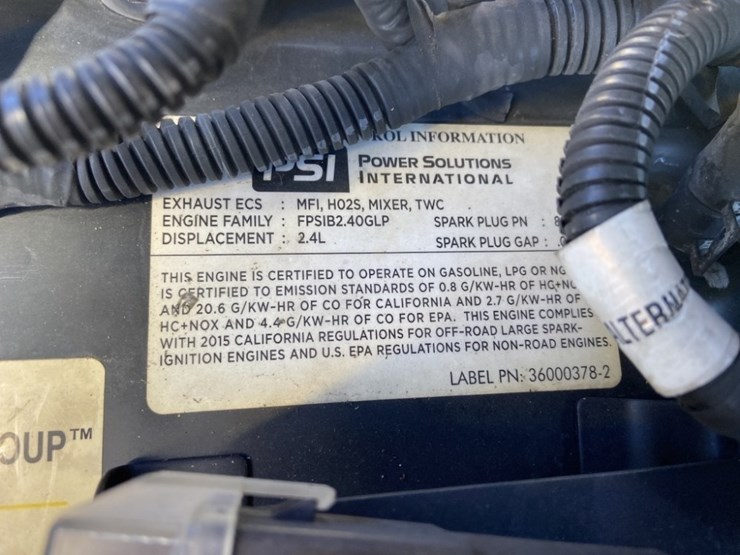 INFORMATION
PSI POWER SOLUTIONS
INTERNATIONAL
EXHAUST ECS : MFI, HO2S, MIXER, TWC
ENGINE FAMILY : FPSIB2.40GLP SPARK PLUG PN : 8
DISPLACEMENT : 2.4L SPARK PLUG GAP : .0
THIS ENGINE IS CERTIFIED TO OPERATE ON GASOLINE, LPG OR NG
IS CERTIFIED TO EMISSION STANDARDS OF 0.8 G/KW-HR OF HC+NO
AND 20.6 G/KW-HR OF CO FOR CALIFORNIA AND 2.7 G/KW-HR OF
HC+NOX AND 4.4 G/KW-HR OF CO FOR EPA. THIS ENGINE COMPLIES
WITH 2015 CALIFORNIA REGULATIONS FOR OFF-ROAD LARGE SPARK-
IGNITION ENGINES AND U.S. EPA REGULATIONS FOR NON-ROAD ENGINES.
LABEL PN: 36000378-2
OUP™